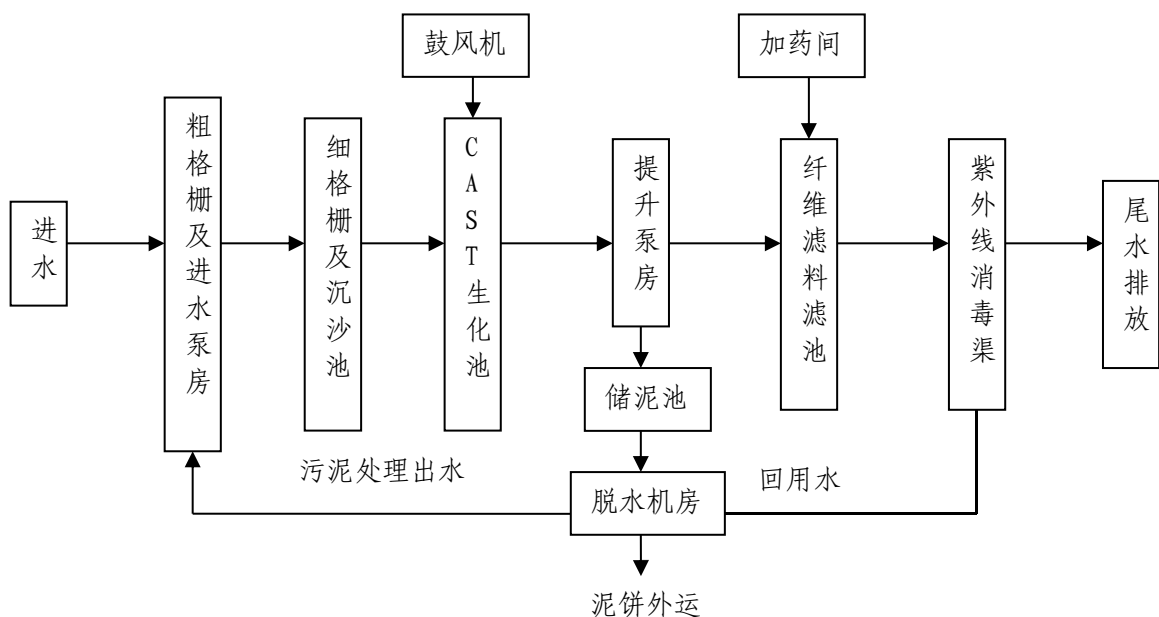 鼓风机
加药间
进水
粗格栅及进水泵房
细格栅及沉沙池
CAST生化池
提升泵房
纤维滤料滤池
紫外线消毒渠
尾水排放
储泥池
污泥处理出水
脱水机房
回用水
泥饼外运